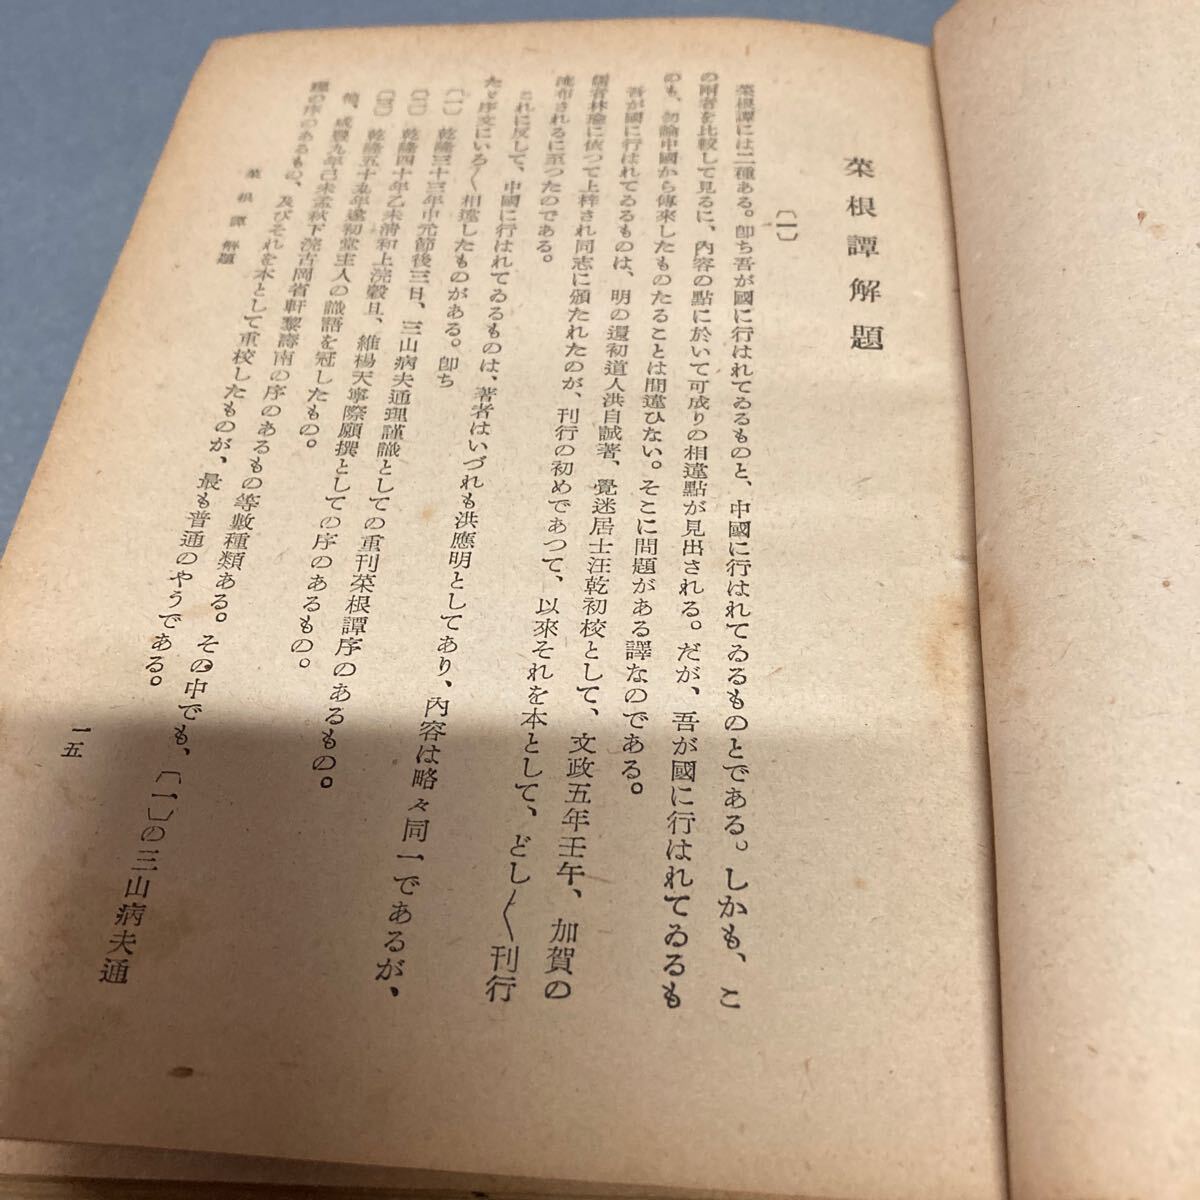 菜根譚解題
〔一〕
菜根譚には二種ある。卽ち吾が國に行はれてゐるものと、中國に行はれてゐるものとである。しかも、こ
の兩者を比較して見るに、內容の點に於いて可成りの相違點が見出される。だが、吾が國に行はれてゐるも
のも、勿論中國から傳來したものたることは間違ひない。そこに問題がある譯なのである。
吾が國に行はれてゐるものは、明の還初道人洪自誠著、覺迷居士汪乾初校として、文政五年壬午、加賀の
儒者林瑜に依つて上梓され同志に頒たれたのが、刊行の初めであつて、以來それを本として、どし〳〵刊行
流布されるに至つたのである。
これに反して、中國に行はれてゐるものは、著者はいづれも洪應明としてあり、內容は略々同一であるが、
たゞ序文にいろ〳〵相違したものがある。卽ち
〔一〕 乾隆三十三年中元節後三日、三山病夫通理謹識としての重刊菜根譚序のあるもの。
〔二〕 乾隆四十年乙未淸和上浣穀旦、維楊天寧際願撰としての序のあるもの。
〔三〕 乾隆五十九年遂初堂主人の識語を冠したもの。
他、咸豐九年己未孟秋下浣古岡省軒黎壽南の序のあるもの等數種類ある。その中でも、〔一〕の三山病夫通
理の序のあるもの、及びそれを本として重校したものが、最も普通のやうである。
菜根譚解題
一五